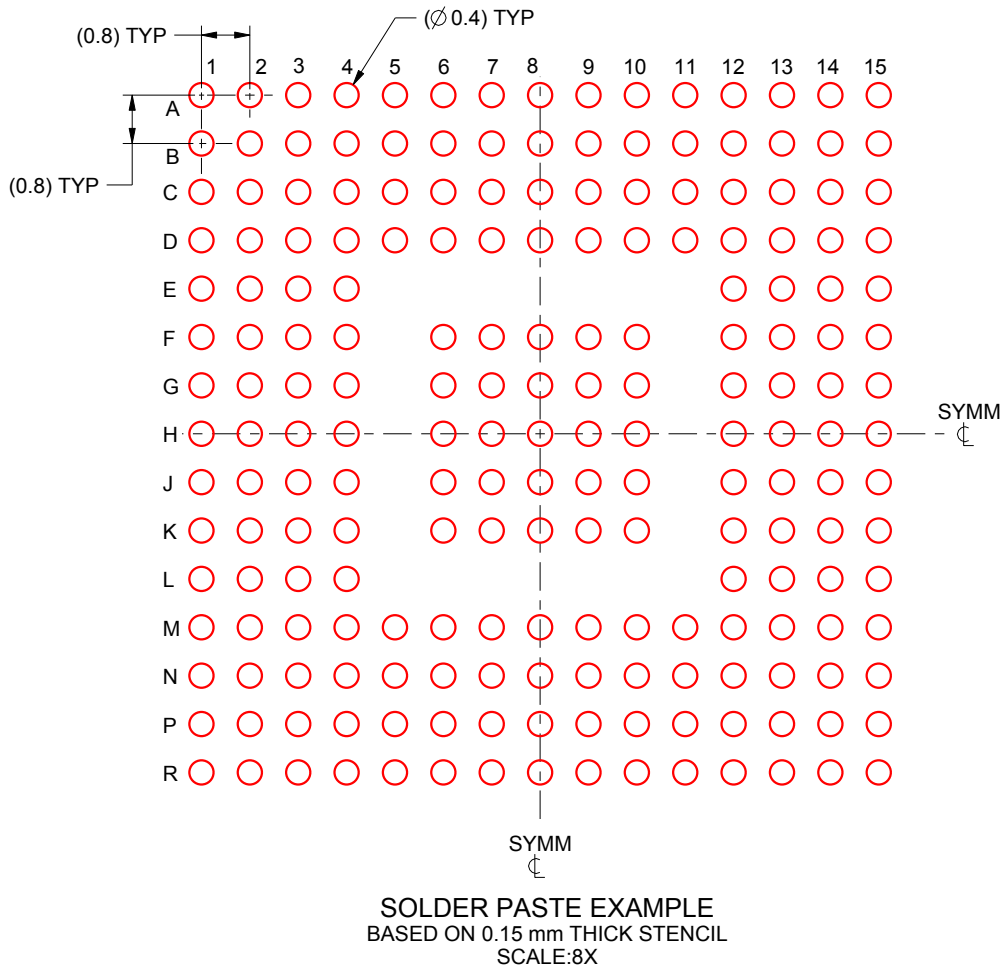 (0.8) TYP
(∅ 0.4) TYP
1 2 3 4 5 6 7 8 9 10 11 12 13 14 15
A
B
(0.8) TYP
C
D
E
F
G
H
SYMM
℄
J
K
L
M
N
P
R
SYMM
℄
SOLDER PASTE EXAMPLE
BASED ON 0.15 mm THICK STENCIL
SCALE:8X